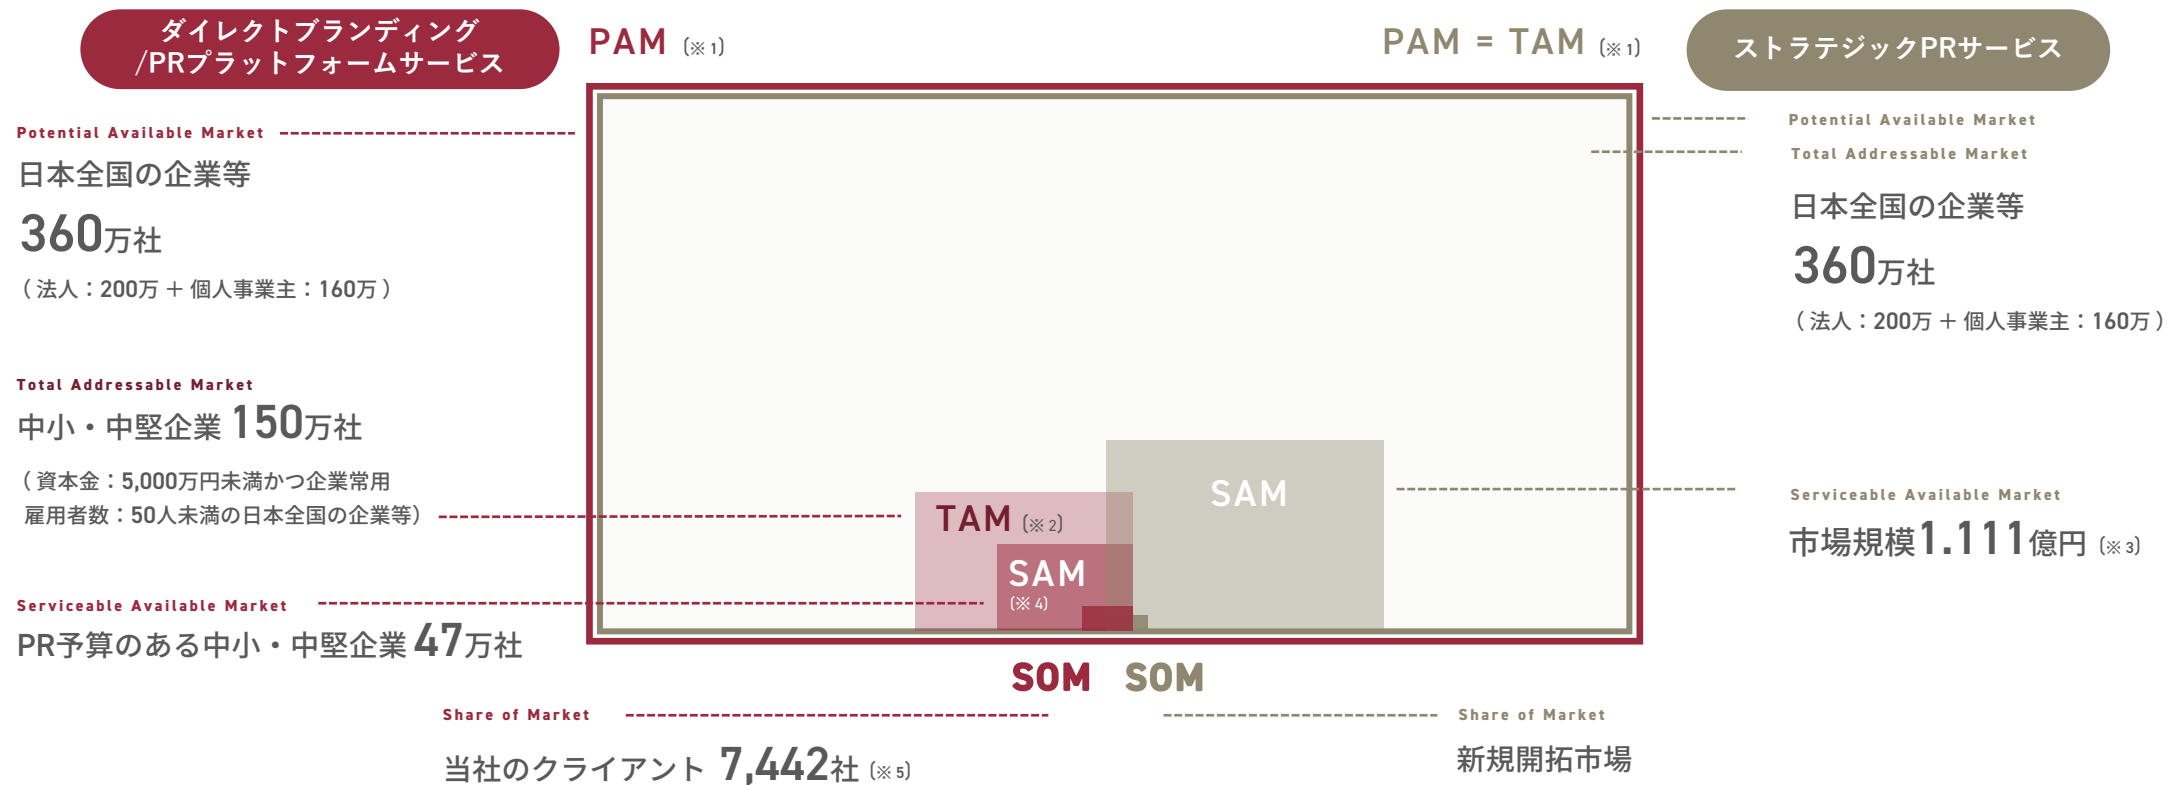 ダイレクトブランディング
/PRプラットフォームサービス
PAM (※ 1)
PAM = TAM (※ 1)
ストラテジックPRサービス
Potential Available Market
日本全国の企業等
360万社
（ 法人：200万 ＋ 個人事業主：160万 ）
Total Addressable Market
中小・中堅企業 150万社
（ 資本金：5,000万円未満かつ企業常用
雇用者数：50人未満の日本全国の企業等）
Serviceable Available Market
PR予算のある中小・中堅企業 47万社
TAM (※ 2)
SAM
(※ 4)
SAM
Potential Available Market
Total Addressable Market
日本全国の企業等
360万社
（ 法人：200万 ＋ 個人事業主：160万 ）
Serviceable Available Market
市場規模1.111億円 (※ 3)
SOM SOM
Share of Market
当社のクライアント 7,442社 (※ 5)
Share of Market
新規開拓市場